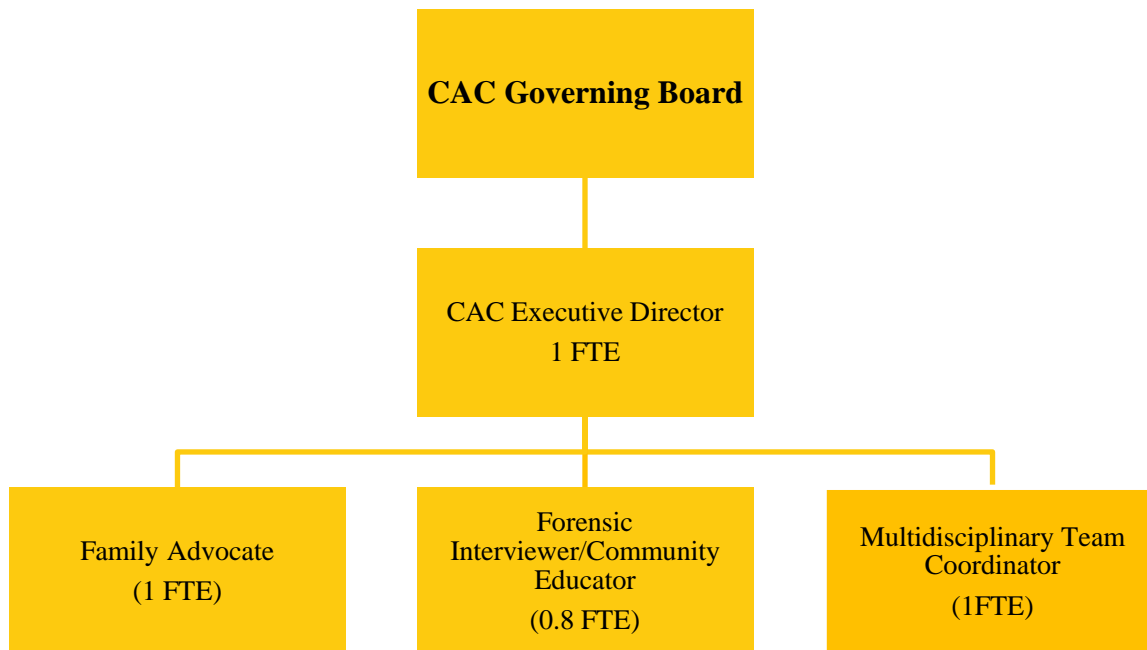 CAC Governing Board
CAC Executive Director
1 FTE
Family Advocate
(1 FTE)
Forensic
Interviewer/Community
Educator
(0.8 FTE)
Multidisciplinary Team
Coordinator
(1FTE)